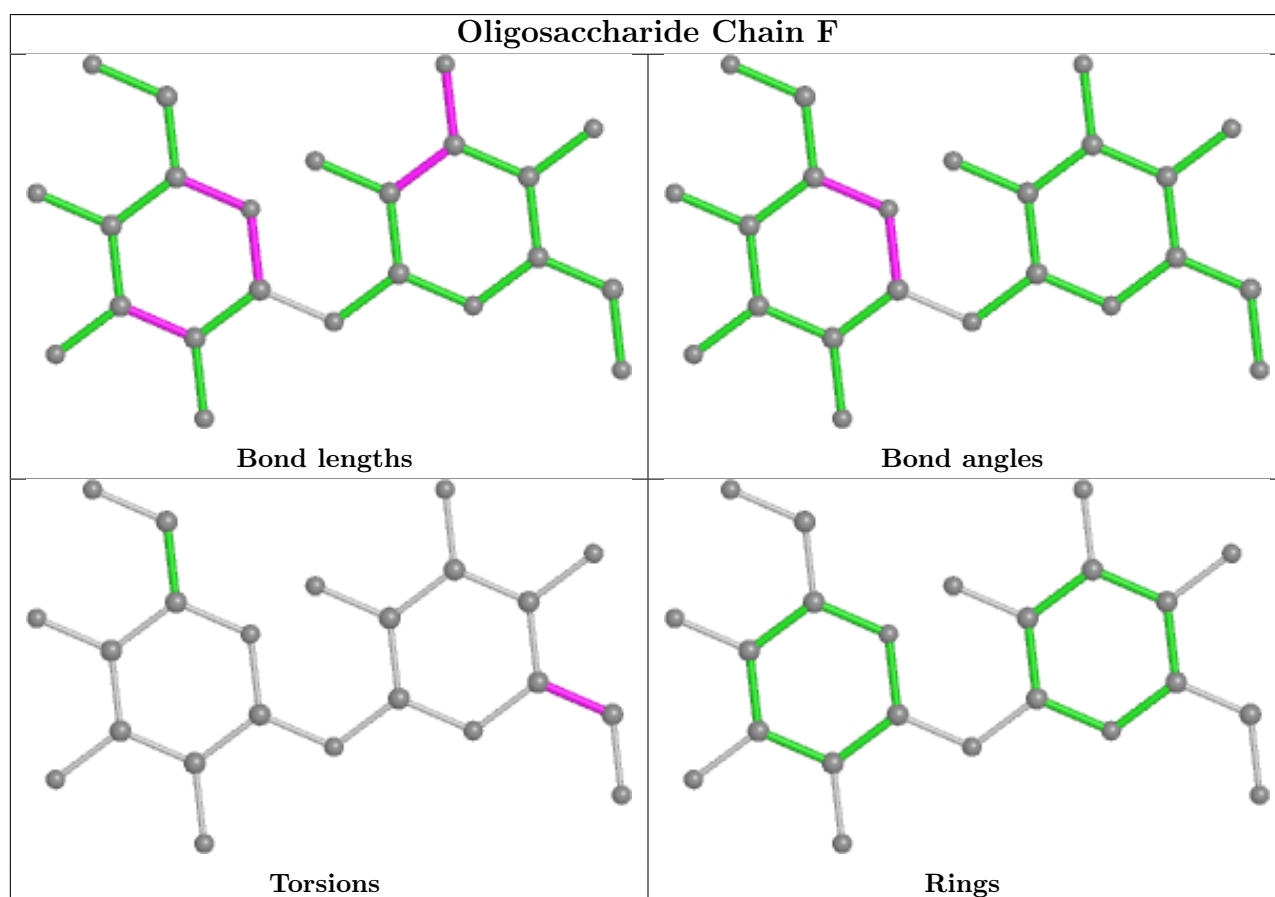 Oligosaccharide Chain F
Bond lengths
Bond angles
Torsions
Rings